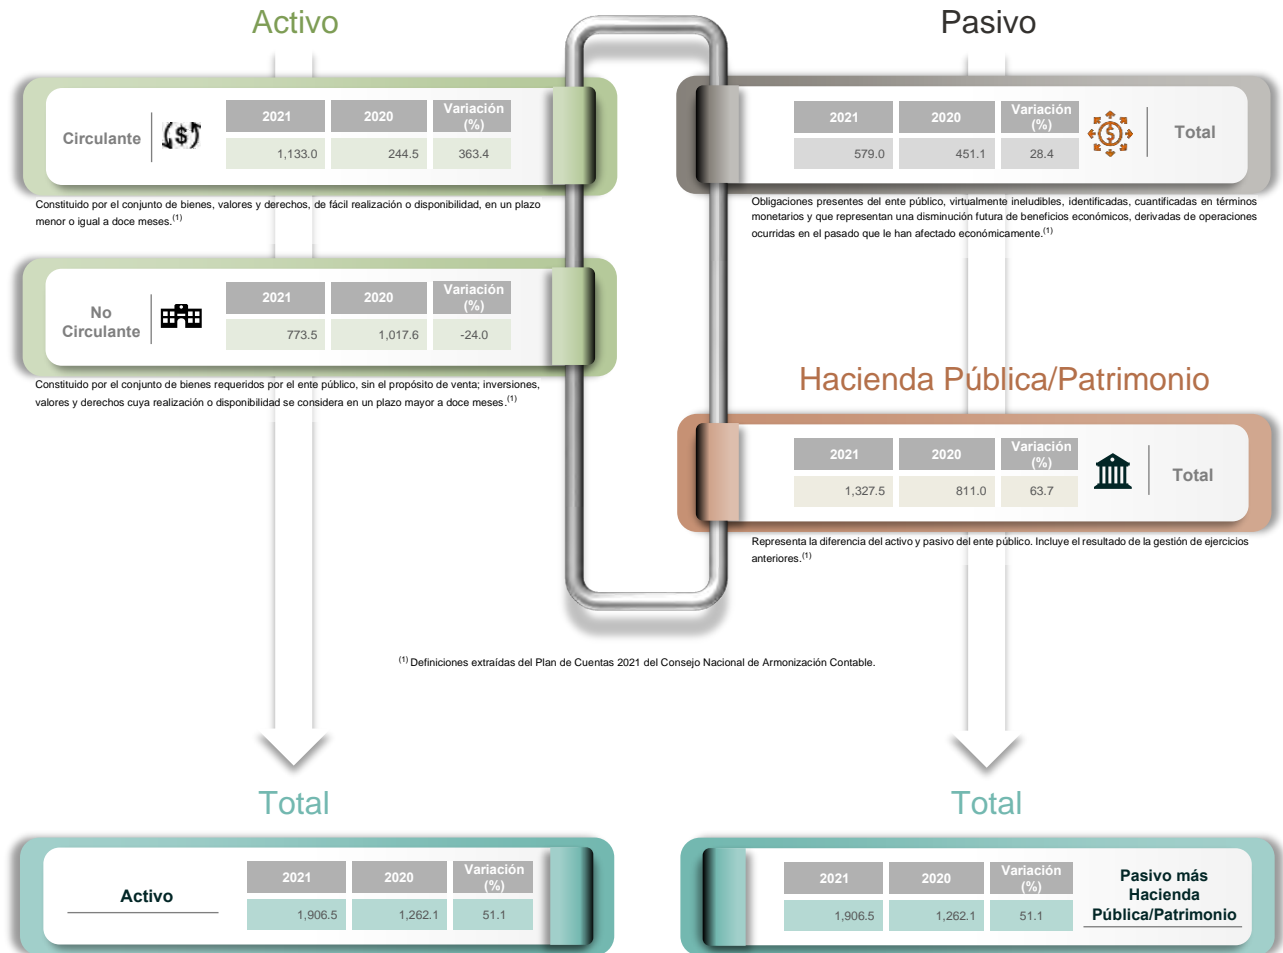 Activo
Circulante
2021 2020 Variación (%)
1,133.0 244.5 363.4
Constituido por el conjunto de bienes, valores y derechos, de fácil realización o disponibilidad, en un plazo
menor o igual a doce meses.(1)
No
Circulante
2021 2020 Variación (%)
773.5 1,017.6 -24.0
Constituido por el conjunto de bienes requeridos por el ente público, sin el propósito de venta; inversiones,
valores y derechos cuya realización o disponibilidad se considera en un plazo mayor a doce meses.(1)
Pasivo
2021 2020 Variación (%)
579.0 451.1 28.4
Total
Obligaciones presentes del ente público, virtualmente ineludibles, identificadas, cuantificadas en términos
monetarios y que representan una disminución futura de beneficios económicos, derivadas de operaciones
ocurridas en el pasado que le han afectado económicamente.(1)
Hacienda Pública/Patrimonio
2021 2020 Variación (%)
1,327.5 811.0 63.7
Total
Representa la diferencia del activo y pasivo del ente público. Incluye el resultado de la gestión de ejercicios
anteriores.(1)
(1) Definiciones extraídas del Plan de Cuentas 2021 del Consejo Nacional de Armonización Contable.
Total
Activo
2021 2020 Variación (%)
1,906.5 1,262.1 51.1
Total
2021 2020 Variación (%)
1,906.5 1,262.1 51.1
Pasivo más
Hacienda
Pública/Patrimonio